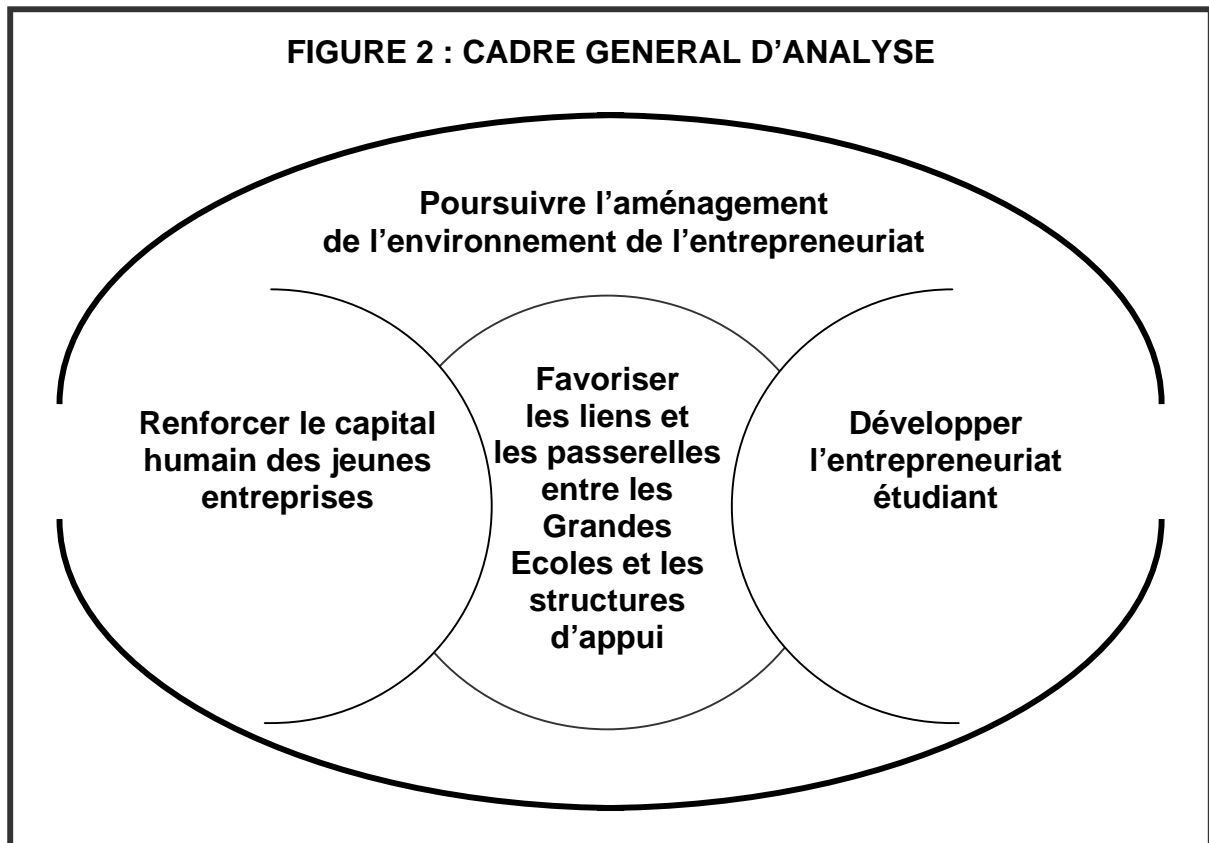 FIGURE 2 : CADRE GENERAL D’ANALYSE
Poursuivre l’aménagement
de l’environnement de l’entrepreneuriat
Renforcer le capital
humain des jeunes
entreprises
Favoriser
les liens et
les passerelles
entre les
Grandes
Ecoles et les
structures
d’appui
Développer
l’entrepreneuriat
étudiant